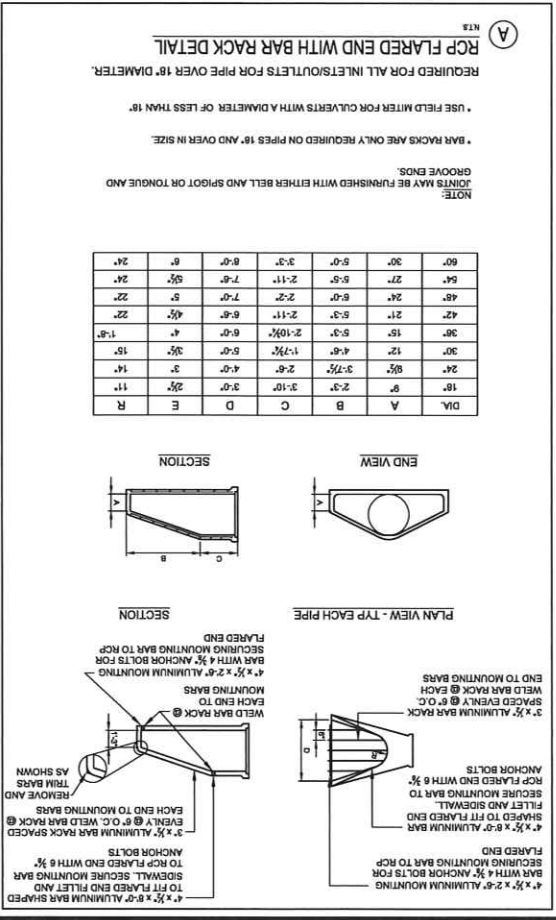 4" x ½" x 2'-6" ALUMINUM MOUNTING
BAR WITH 4 ⅜" ANCHOR BOLTS FOR
SECURING MOUNTING BAR TO RCP
FLARED END
4" x ½" x 8'-0" ALUMINUM BAR
SHAPED TO FIT FLARED END
FILLET AND SIDEWALL.
SECURE MOUNTING BAR TO
RCP FLARED END WITH 6 ⅜"
ANCHOR BOLTS
3" x ½" ALUMINUM BAR RACK
SPACED EVENLY @ 6" O.C.
WELD BAR RACK @ EACH
END TO MOUNTING BARS
R
6"
D
PLAN VIEW - TYP EACH PIPE
4" x ½" x 8'-0" ALUMINUM BAR SHAPED
TO FIT FLARED END FILLET AND
SIDEWALL. SECURE MOUNTING BAR
TO RCP FLARED END WITH 6 ⅜"
ANCHOR BOLTS
3" x ½" ALUMINUM BAR RACK SPACED
EVENLY @ 6" O.C. WELD BAR RACK @
EACH END TO MOUNTING BARS
REMOVE AND
TRIM BARS
AS SHOWN
1'-3"
WELD BAR RACK @
EACH END TO
MOUNTING BARS
4" x ½" x 2'-6" ALUMINUM MOUNTING
BAR WITH 4 ⅜" ANCHOR BOLTS FOR
SECURING MOUNTING BAR TO RCP
FLARED END
SECTION
A
END VIEW
C B
A
SECTION
DIA. A B C D E R
18" 9" 2'-3" 3'-10" 3'-0" 2½" 11"
24" 9½" 3'-7½" 2'-6" 4'-0" 3" 14"
30" 12" 4'-6" 1'-7¾" 5'-0" 3½" 15"
36" 15" 5'-3" 2'-10¾" 6'-0" 4" 1'-8"
42" 21" 5'-3" 2'-11" 6'-6" 4½" 22"
48" 24" 6'-0" 2'-2" 7'-0" 5" 22"
54" 27" 5'-5" 2'-11" 7'-6" 5½" 24"
60" 30" 5'-0" 3'-3" 8'-0" 6" 24"
NOTE:
JOINTS MAY BE FURNISHED WITH EITHER BELL AND SPIGOT OR TONGUE AND
GROOVE ENDS.
* BAR RACKS ARE ONLY REQUIRED ON PIPES 18" AND OVER IN SIZE.
* USE FIELD MITER FOR CULVERTS WITH A DIAMETER OF LESS THAN 18"
REQUIRED FOR ALL INLETS/OUTLETS FOR PIPE OVER 18" DIAMETER.
A RCP FLARED END WITH BAR RACK DETAIL
N.T.S